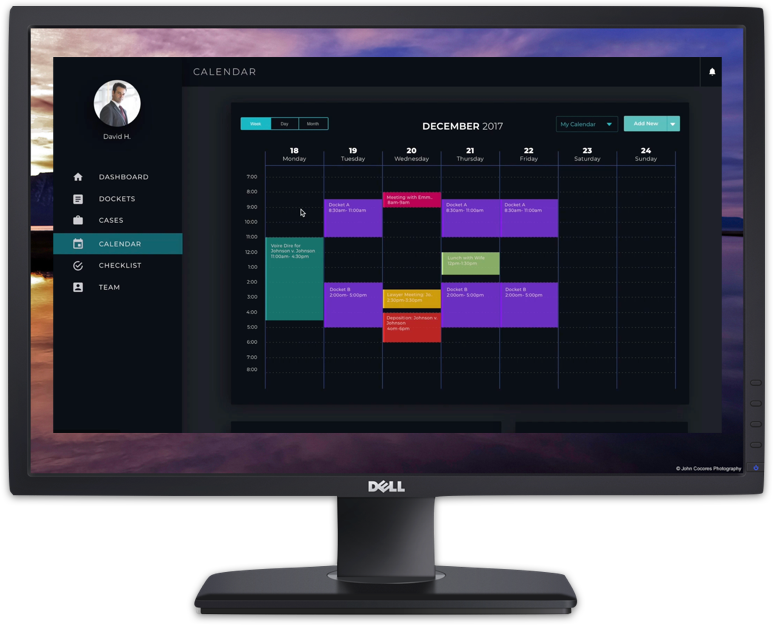 CALENDAR
David H.
DASHBOARD
DOCKETS
CASES
CALENDAR
CHECKLIST
TEAM
Week Day Month
DECEMBER 2017
My Calendar
Add New
18 19 20 21 22 23 24
Monday Tuesday Wednesday Thursday Friday Saturday Sunday
7:00
8:00
9:00
10:00
11:00
12:00
1:00
2:00
3:00
4:00
5:00
6:00
7:00
8:00
Voire Dire for
Johnson v. Johnson
11:00am- 4:30pm
Docket A
8:30am- 11:00am
Docket B
2:00am- 5:00pm
Meeting with Emm..
8am-9am
Lawyer Meeting:
2:30am-3:30pm
Deposition: Johnson v.
Johnson
4am-6pm
Docket A
8:30am- 11:00am
Lunch with Wife
12pm-1:30pm
Docket B
2:00am- 5:00pm
Docket A
8:30am- 11:00am
Docket B
2:00am- 5:00pm
© John Cocores Photography
DELL